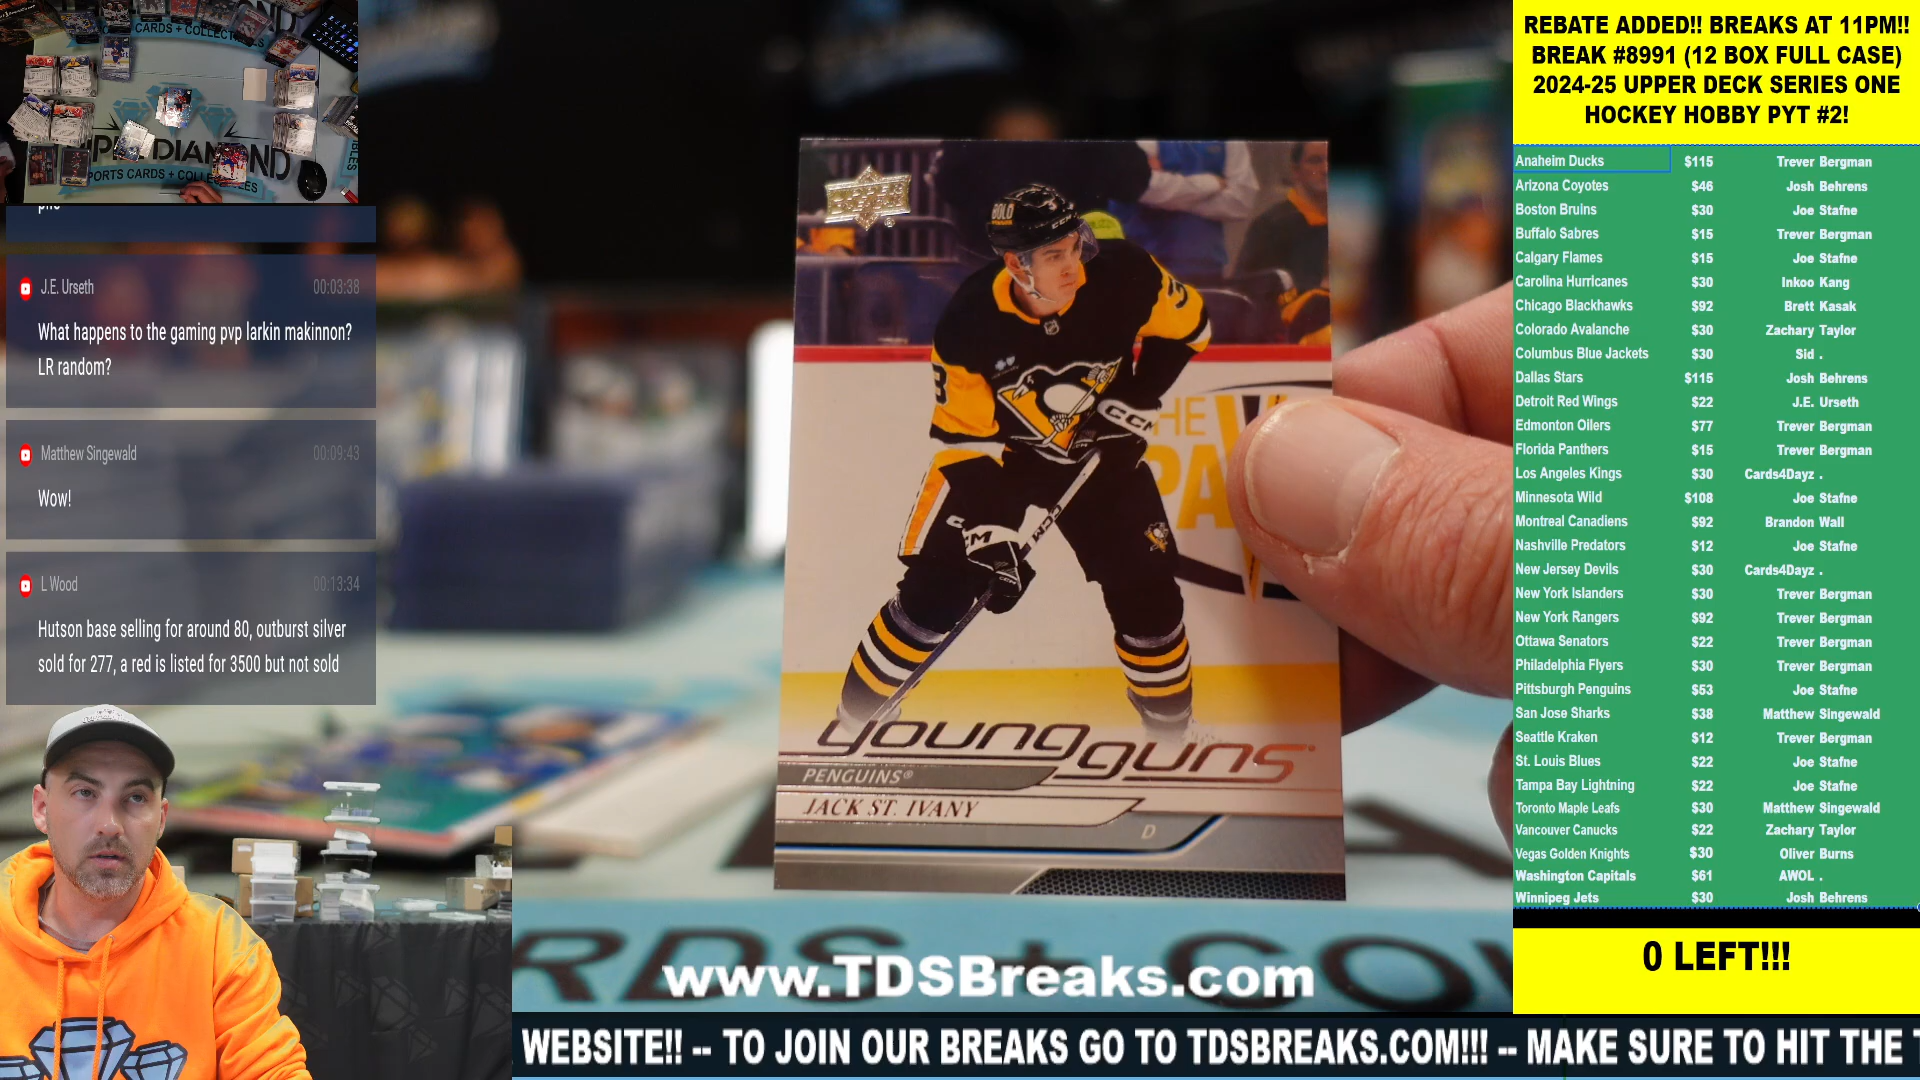 REBATE ADDED!! BREAKS AT 11PM!!
BREAK #8991 (12 BOX FULL CASE)
2024-25 UPPER DECK SERIES ONE
HOCKEY HOBBY PYT #2!
J.E. Urseth 00:03:38
What happens to the gaming pvp larkin makinnon?
LR random?
Matthew Singewald 00:09:43
Wow!
L Wood 00:13:34
Hutson base selling for around 80, outburst silver
sold for 277, a red is listed for 3500 but not sold
young guns
PENGUINS®
JACK ST. IVANY
D
Anaheim Ducks $115 Trever Bergman
Arizona Coyotes $46 Josh Behrens
Boston Bruins $30 Joe Stafne
Buffalo Sabres $15 Trever Bergman
Calgary Flames $15 Joe Stafne
Carolina Hurricanes $30 Inkoo Kang
Chicago Blackhawks $92 Brett Kasak
Colorado Avalanche $30 Zachary Taylor
Columbus Blue Jackets $30 Sid .
Dallas Stars $115 Josh Behrens
Detroit Red Wings $22 J.E. Urseth
Edmonton Oilers $77 Trever Bergman
Florida Panthers $15 Trever Bergman
Los Angeles Kings $30 Cards4Dayz .
Minnesota Wild $108 Joe Stafne
Montreal Canadiens $92 Brandon Wall
Nashville Predators $12 Joe Stafne
New Jersey Devils $30 Cards4Dayz .
New York Islanders $30 Trever Bergman
New York Rangers $92 Trever Bergman
Ottawa Senators $22 Trever Bergman
Philadelphia Flyers $30 Trever Bergman
Pittsburgh Penguins $53 Joe Stafne
San Jose Sharks $38 Matthew Singewald
Seattle Kraken $12 Trever Bergman
St. Louis Blues $22 Joe Stafne
Tampa Bay Lightning $22 Joe Stafne
Toronto Maple Leafs $30 Matthew Singewald
Vancouver Canucks $22 Zachary Taylor
Vegas Golden Knights $30 Oliver Burns
Washington Capitals $61 AWOL .
Winnipeg Jets $30 Josh Behrens
0 LEFT!!!
www.TDSBreaks.com
WEBSITE!! -- TO JOIN OUR BREAKS GO TO TDSBREAKS.COM!!! -- MAKE SURE TO HIT THE